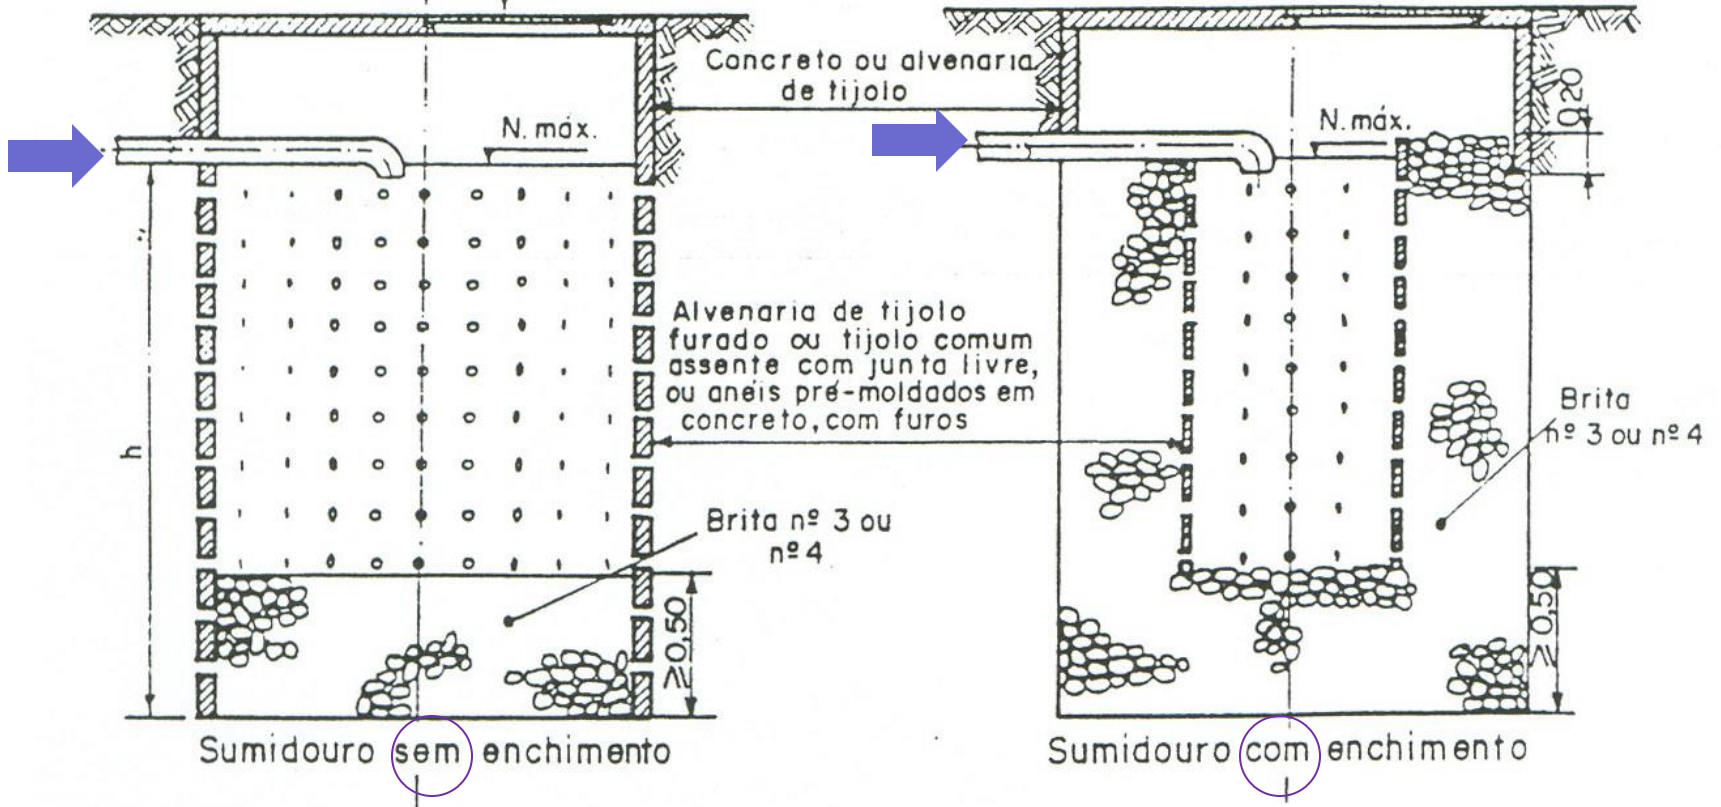 Concreto ou alvenaria
de tijolo
N. máx.
N. máx.
0,20
Alvenaria de tijolo
furado ou tijolo comum
assente com junta livre,
ou anéis pré-moldados em
concreto, com furos
h
Brita
nº 3 ou nº 4
Brita nº 3 ou
nº 4
≥0,50
≥0,50
Sumidouro sem enchimento
Sumidouro com enchimento